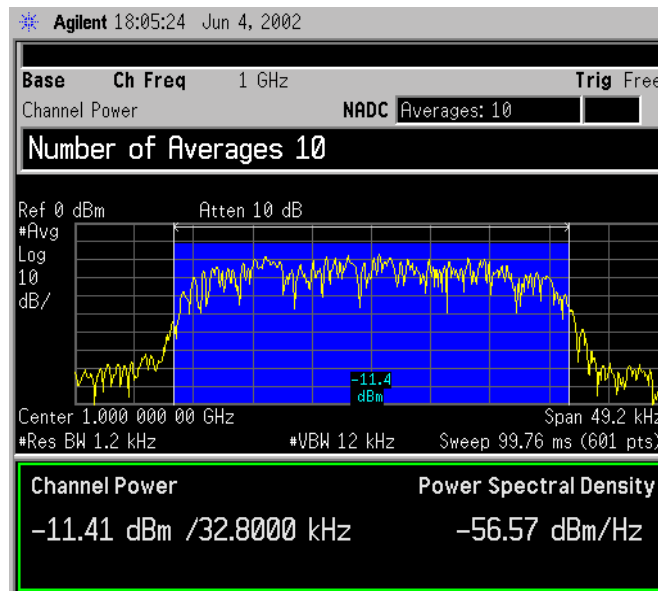 Agilent 18:05:24 Jun 4, 2002
Base Ch Freq 1 GHz Trig Free
Channel Power NADC Averages: 10
Number of Averages 10
Ref 0 dBm Atten 10 dB
#Avg
Log
10
dB/
-11.4
dBm
Center 1.000 000 00 GHz Span 49.2 kHz
#Res BW 1.2 kHz #VBW 12 kHz Sweep 99.76 ms (601 pts)
Channel Power Power Spectral Density
-11.41 dBm /32.8000 kHz -56.57 dBm/Hz